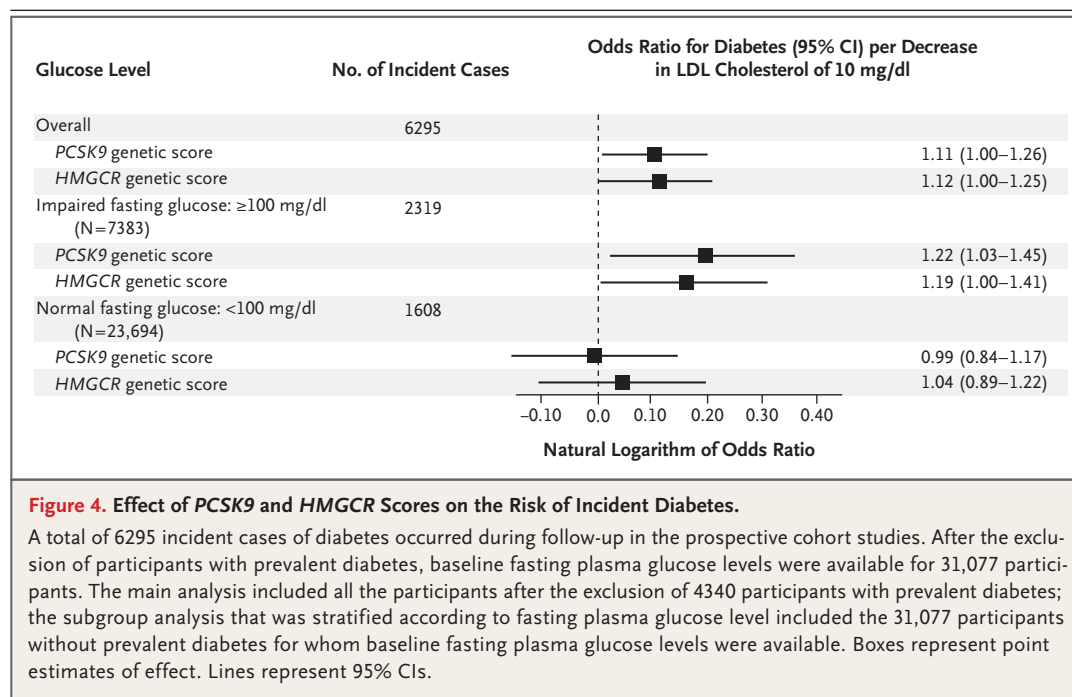 Glucose Level No. of Incident Cases Odds Ratio for Diabetes (95% CI) per Decrease
in LDL Cholesterol of 10 mg/dl
Overall 6295
PCSK9 genetic score 1.11 (1.00–1.26)
HMGCR genetic score 1.12 (1.00–1.25)
Impaired fasting glucose: ≥100 mg/dl 2319
(N=7383)
PCSK9 genetic score 1.22 (1.03–1.45)
HMGCR genetic score 1.19 (1.00–1.41)
Normal fasting glucose: <100 mg/dl 1608
(N=23,694)
PCSK9 genetic score 0.99 (0.84–1.17)
HMGCR genetic score 1.04 (0.89–1.22)
–0.10 0.0 0.10 0.20 0.30 0.40
Natural Logarithm of Odds Ratio
Figure 4. Effect of PCSK9 and HMGCR Scores on the Risk of Incident Diabetes.
A total of 6295 incident cases of diabetes occurred during follow-up in the prospective cohort studies. After the exclu-
sion of participants with prevalent diabetes, baseline fasting plasma glucose levels were available for 31,077 partici-
pants. The main analysis included all the participants after the exclusion of 4340 participants with prevalent diabetes;
the subgroup analysis that was stratified according to fasting plasma glucose level included the 31,077 participants
without prevalent diabetes for whom baseline fasting plasma glucose levels were available. Boxes represent point
estimates of effect. Lines represent 95% CIs.